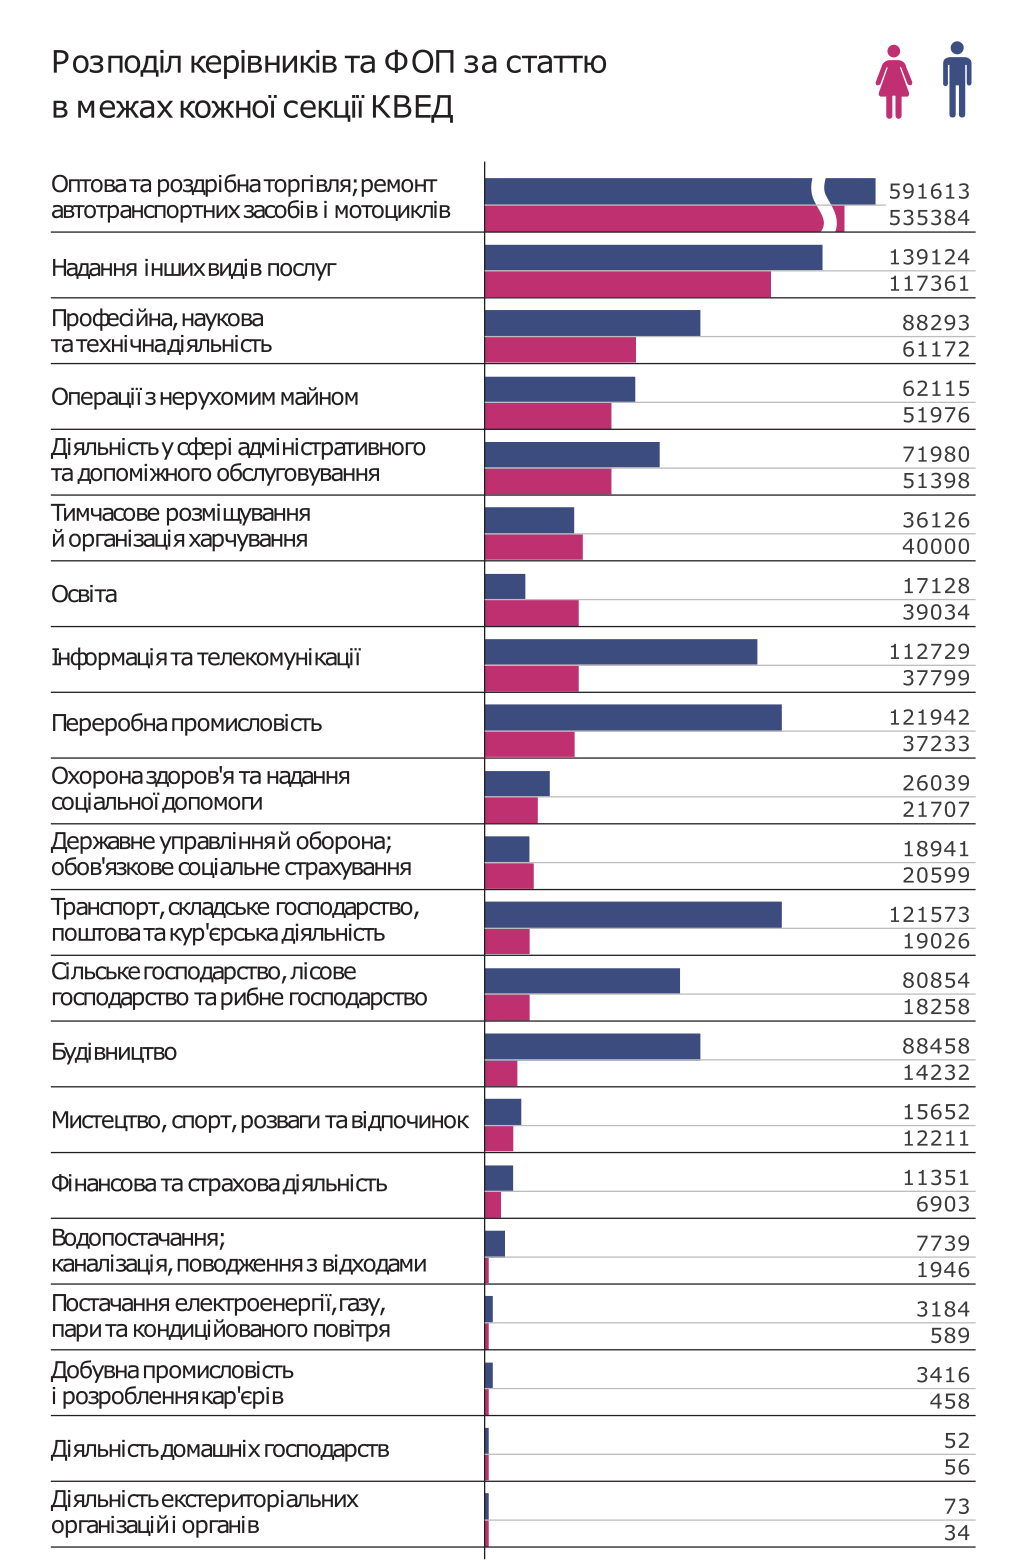 Розподіл керівників та ФОП за статтю
в межах кожної секції КВЕД
Оптова та роздрібна торгівля; ремонт
автотранспортних засобів і мотоциклів
591613
535384
Надання інших видів послуг
139124
117361
Професійна, наукова
та технічна діяльність
88293
61172
Операції з нерухомим майном
62115
51976
Діяльність у сфері адміністративного
та допоміжного обслуговування
71980
51398
Тимчасове розміщування
й організація харчування
36126
40000
Освіта
17128
39034
Інформація та телекомунікації
112729
37799
Переробна промисловість
121942
37233
Охорона здоров'я та надання
соціальної допомоги
26039
21707
Державне управління й оборона;
обов'язкове соціальне страхування
18941
20599
Транспорт, складське господарство,
поштова та кур'єрська діяльність
121573
19026
Сільське господарство, лісове
господарство та рибне господарство
80854
18258
Будівництво
88458
14232
Мистецтво, спорт, розваги та відпочинок
15652
12211
Фінансова та страхова діяльність
11351
6903
Водопостачання;
каналізація, поводження з відходами
7739
1946
Постачання електроенергії, газу,
пари та кондиційованого повітря
3184
589
Добувна промисловість
і розроблення кар'єрів
3416
458
Діяльність домашніх господарств
52
56
Діяльність екстериторіальних
організацій і органів
73
34